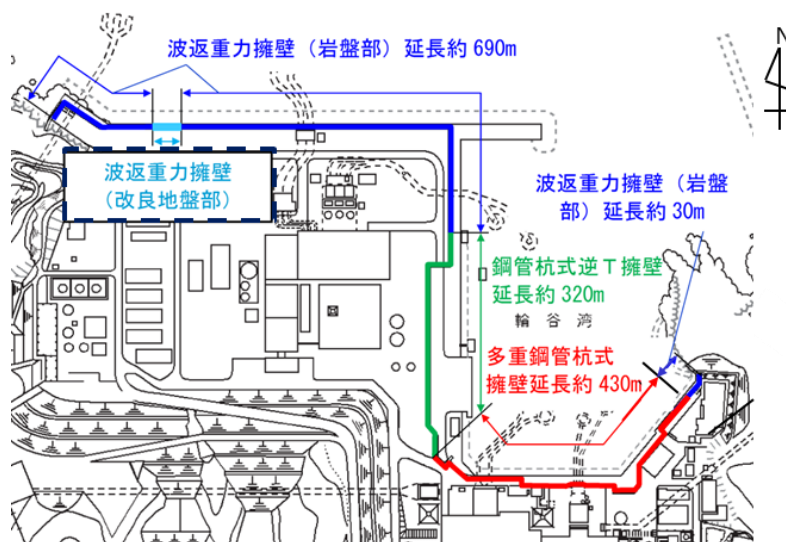 波返重力擁壁（岩盤部）延長約 690m
N
波返重力擁壁
（改良地盤部）
波返重力擁壁（岩盤
部）延長約 30m
鋼管杭式逆Ｔ擁壁
延長約 320m
輪谷湾
多重鋼管杭式
擁壁延長約 430m